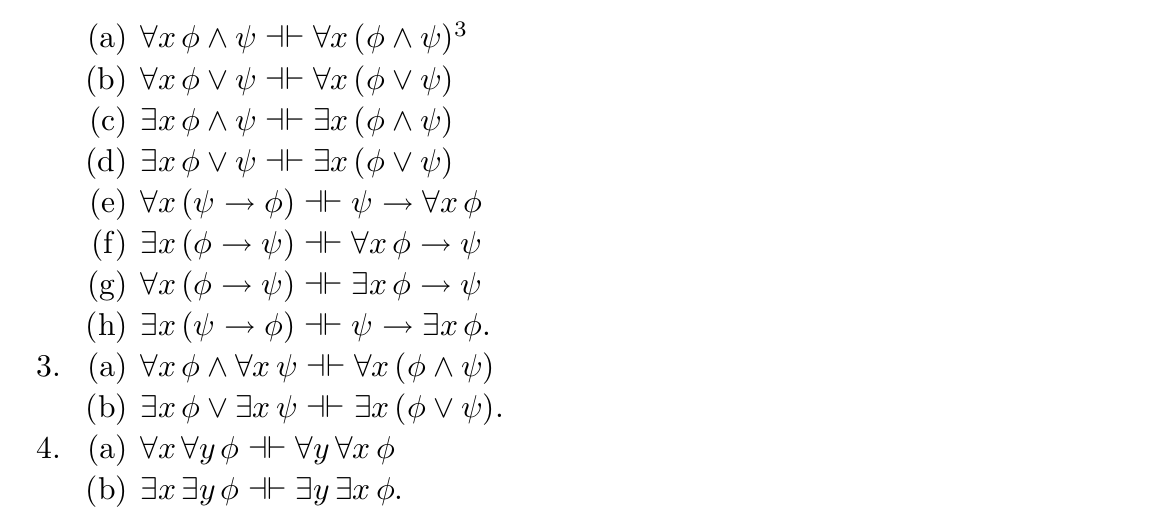 (a) ∀x ϕ ∧ ψ ⊣⊢ ∀x (ϕ ∧ ψ)³
(b) ∀x ϕ ∨ ψ ⊣⊢ ∀x (ϕ ∨ ψ)
(c) ∃x ϕ ∧ ψ ⊣⊢ ∃x (ϕ ∧ ψ)
(d) ∃x ϕ ∨ ψ ⊣⊢ ∃x (ϕ ∨ ψ)
(e) ∀x (ψ → ϕ) ⊣⊢ ψ → ∀x ϕ
(f) ∃x (ϕ → ψ) ⊣⊢ ∀x ϕ → ψ
(g) ∀x (ϕ → ψ) ⊣⊢ ∃x ϕ → ψ
(h) ∃x (ψ → ϕ) ⊣⊢ ψ → ∃x ϕ.
3. (a) ∀x ϕ ∧ ∀x ψ ⊣⊢ ∀x (ϕ ∧ ψ)
(b) ∃x ϕ ∨ ∃x ψ ⊣⊢ ∃x (ϕ ∨ ψ).
4. (a) ∀x ∀y ϕ ⊣⊢ ∀y ∀x ϕ
(b) ∃x ∃y ϕ ⊣⊢ ∃y ∃x ϕ.